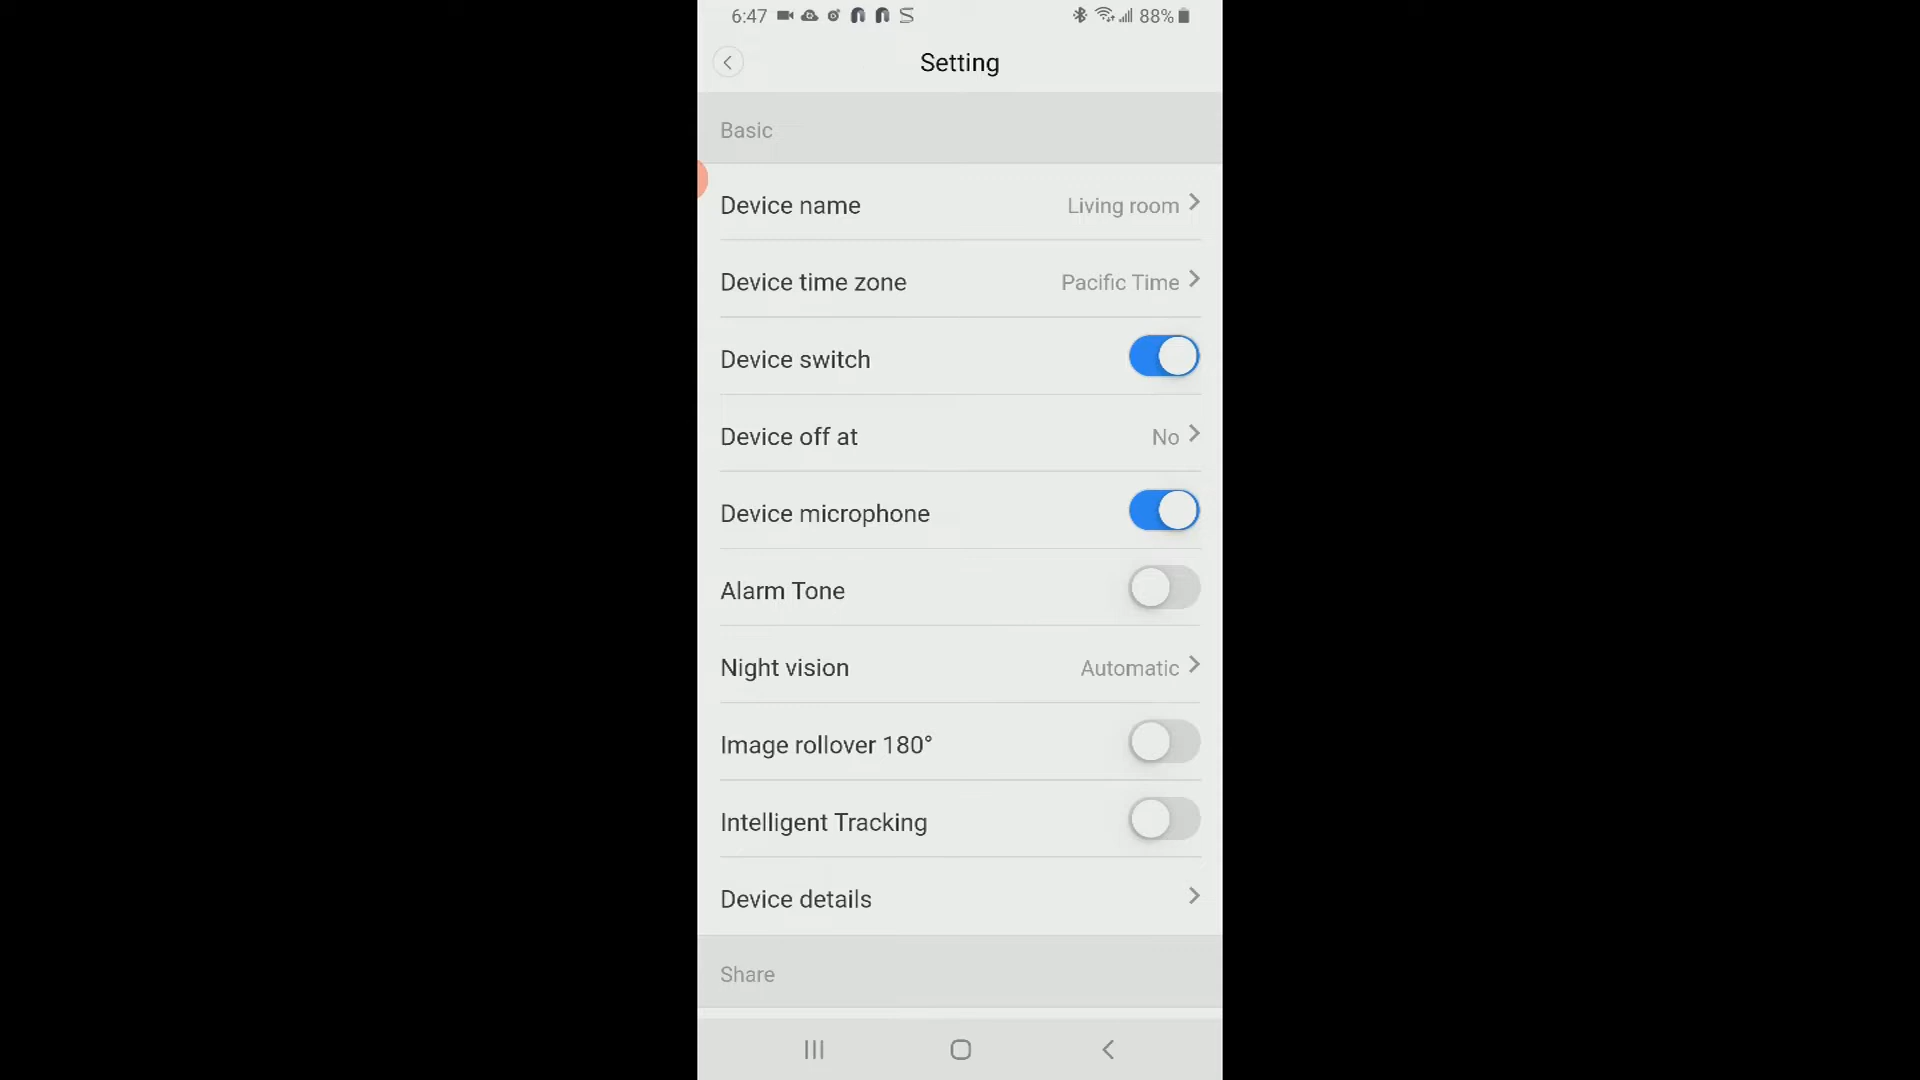 6:47 88%
Setting
Basic
Device name Living room
Device time zone Pacific Time
Device switch
Device off at No
Device microphone
Alarm Tone
Night vision Automatic
Image rollover 180°
Intelligent Tracking
Device details
Share